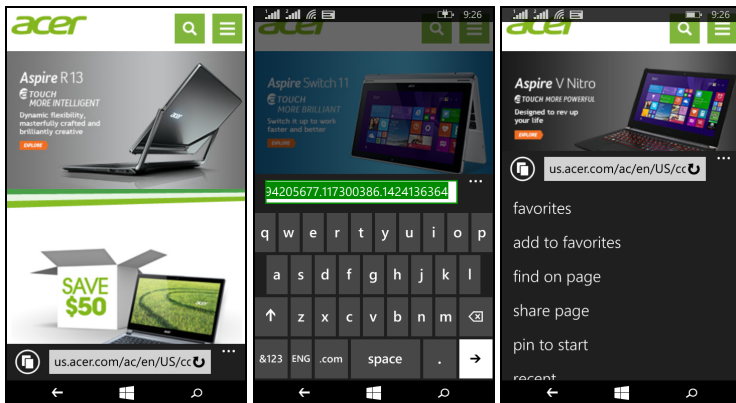 acer
Aspire R 13
TOUCH
MORE INTELLIGENT
Dynamic flexibility,
masterfully crafted and
brilliantly creative
EXPLORE
SAVE
$50
acer
us.acer.com/ac/en/US/cc
9:26
acer
Aspire Switch 11
TOUCH
MORE BRILLIANT
Switch it up to work
faster and better
EXPLORE
94205677.117300386.1424136364
q w e r t y u i o p
a s d f g h j k l
z x c v b n m
&123 ENG .com space .
9:26
acer
Aspire V Nitro
TOUCH MORE POWERFUL
Designed to rev up
your life
EXPLORE
us.acer.com/ac/en/US/cc
favorites
add to favorites
find on page
share page
pin to start
recent